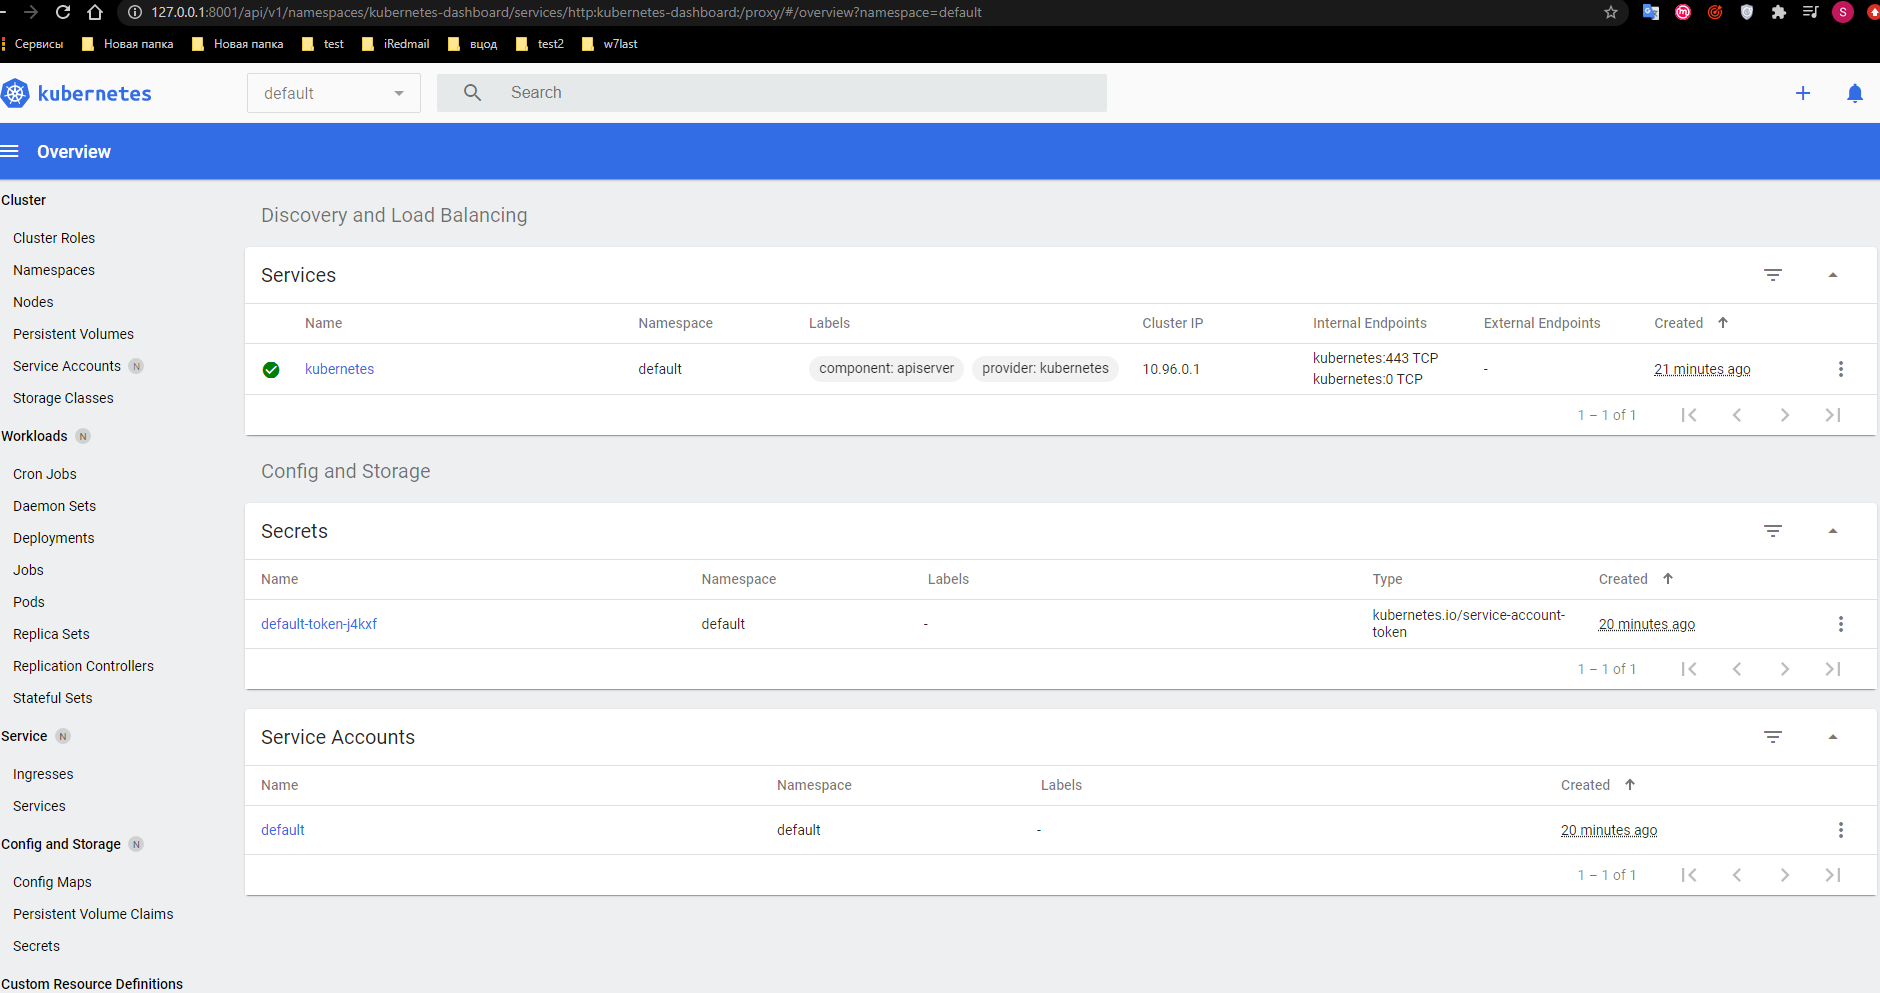 127.0.0.1:8001/api/v1/namespaces/kubernetes-dashboard/services/http:kubernetes-dashboard:/proxy/#/overview?namespace=default
S
Сервисы Новая папка Новая папка test iRedmail вцод test2 w7last
kubernetes default Search
Overview
Cluster
Cluster Roles
Namespaces
Nodes
Persistent Volumes
Service Accounts N
Storage Classes
Workloads N
Cron Jobs
Daemon Sets
Deployments
Jobs
Pods
Replica Sets
Replication Controllers
Stateful Sets
Service N
Ingresses
Services
Config and Storage N
Config Maps
Persistent Volume Claims
Secrets
Custom Resource Definitions
Discovery and Load Balancing
Services
Name Namespace Labels Cluster IP Internal Endpoints External Endpoints Created
kubernetes default component: apiserver provider: kubernetes 10.96.0.1 kubernetes:443 TCP - 21 minutes ago
kubernetes:0 TCP
1 – 1 of 1
Config and Storage
Secrets
Name Namespace Labels Type Created
default-token-j4kxf default - kubernetes.io/service-account- 20 minutes ago
token
1 – 1 of 1
Service Accounts
Name Namespace Labels Created
default default - 20 minutes ago
1 – 1 of 1